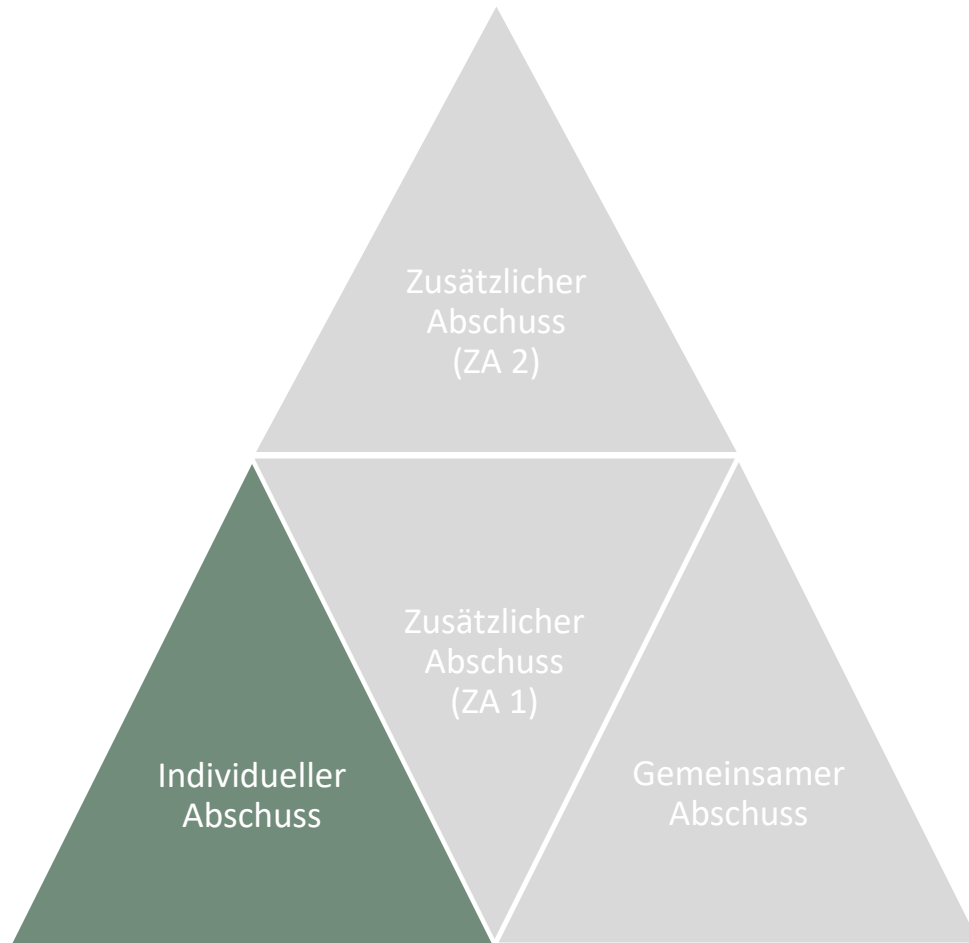 Zusätzlicher
Abschuss
(ZA 2)
Zusätzlicher
Abschuss
(ZA 1)
Individueller
Abschuss
Gemeinsamer
Abschuss